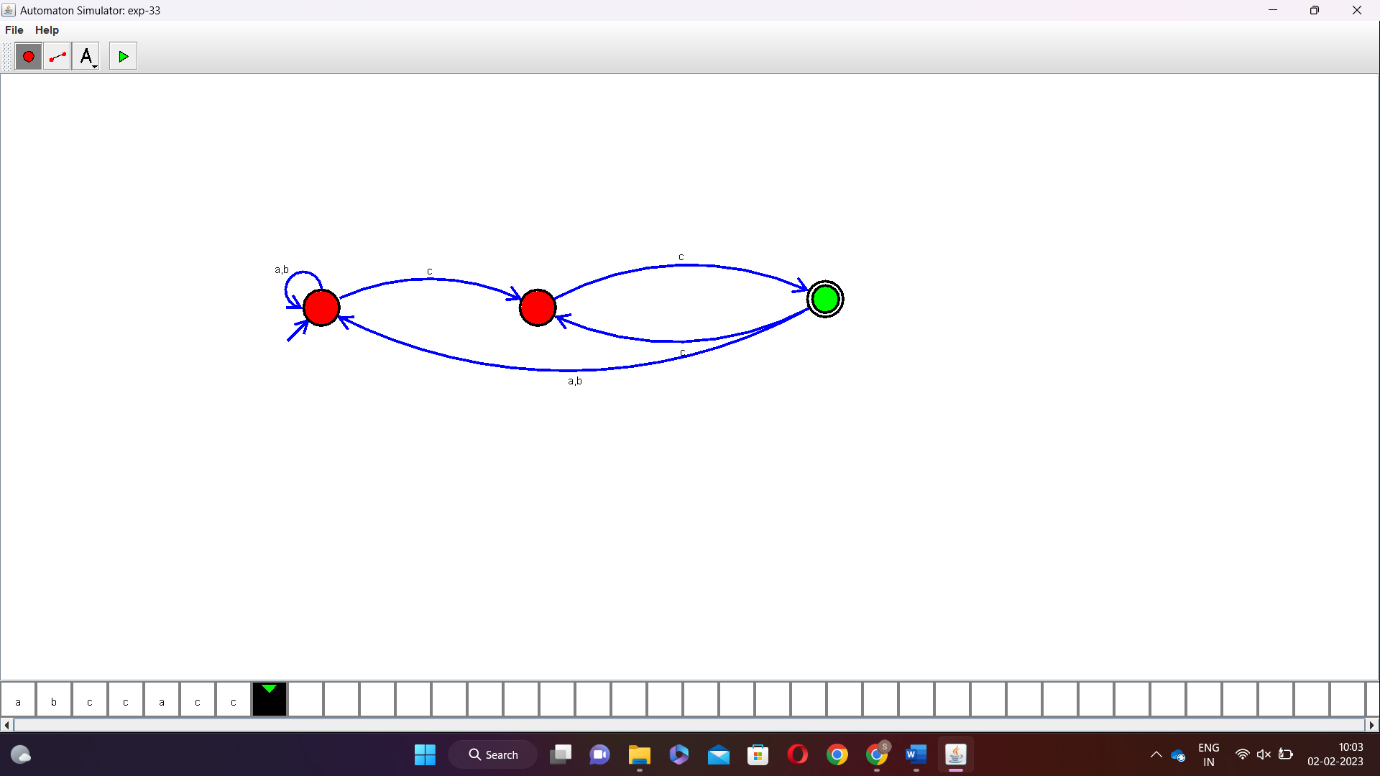 Automaton Simulator: exp-33
File Help
A
c
c
a,b
c
a,b
a b c c a c c
Search
ENG
IN
10:03
02-02-2023